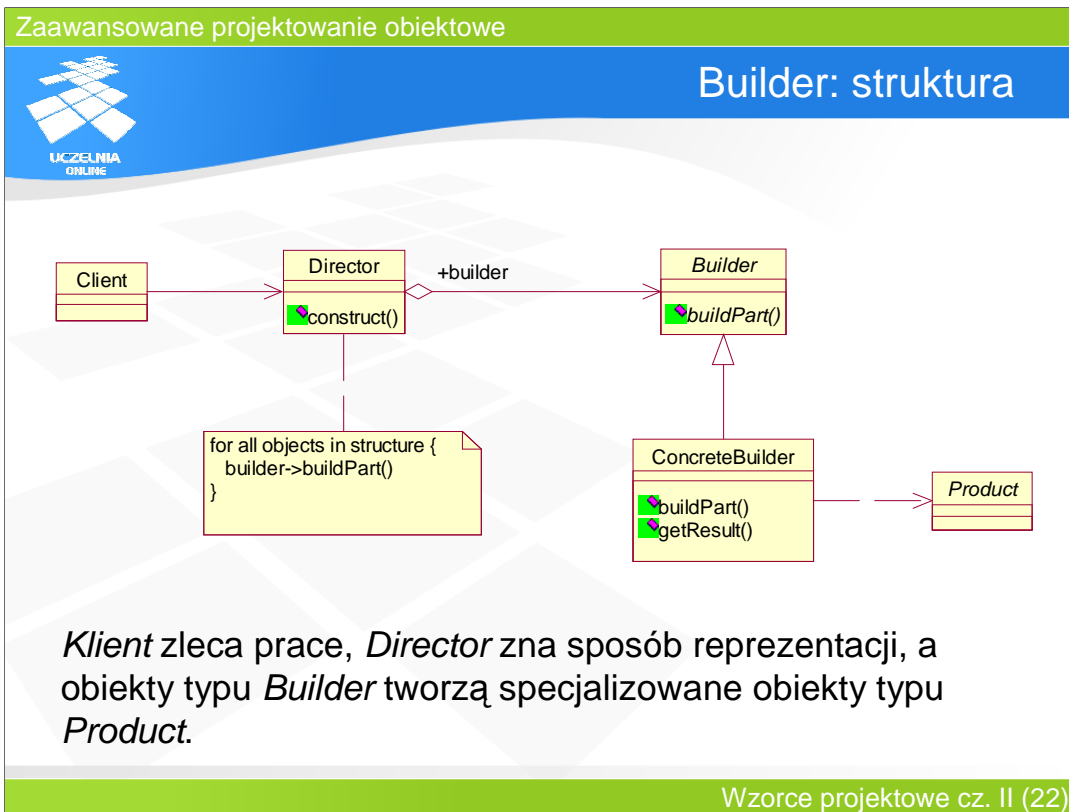 Zaawansowane projektowanie obiektowe
Builder: struktura
UCZELNIA
ONLINE
Client
Director
construct()
+builder
Builder
buildPart()
for all objects in structure {
builder->buildPart()
}
ConcreteBuilder
buildPart()
getResult()
Product
Klient zleca prace, Director zna sposób reprezentacji, a
obiekty typu Builder tworzą specjalizowane obiekty typu
Product.
Wzorce projektowe cz. II (22)